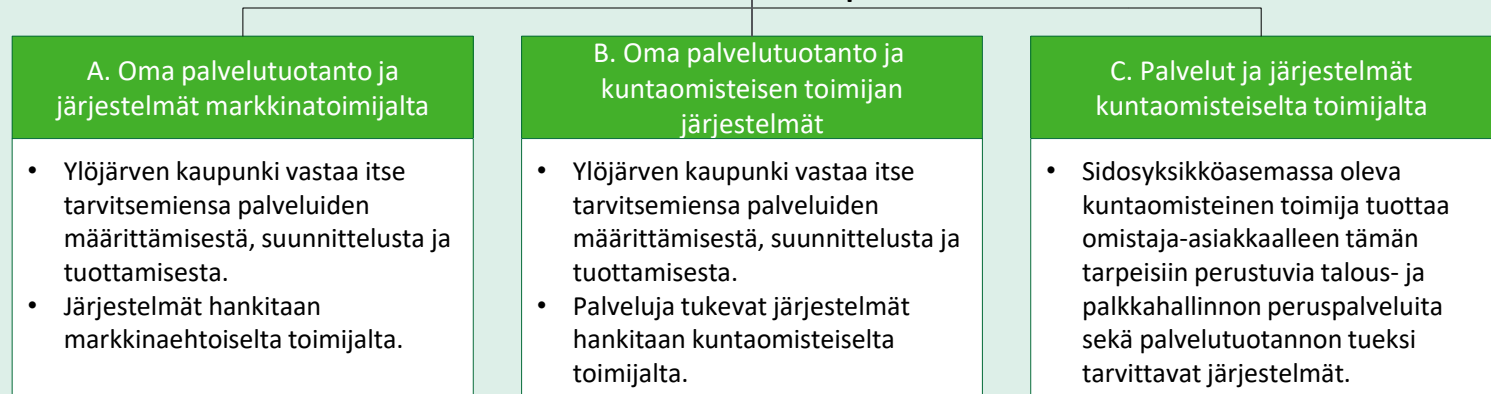 A. Oma palvelutuotanto ja
järjestelmät markkinatoimijalta
• Ylöjärven kaupunki vastaa itse
tarvitsemiensa palveluiden
määrittämisestä, suunnittelusta ja
tuottamisesta.
• Järjestelmät hankitaan
markkinaehtoiselta toimijalta.
B. Oma palvelutuotanto ja
kuntaomisteisen toimijan
järjestelmät
• Ylöjärven kaupunki vastaa itse
tarvitsemiensa palveluiden
määrittämisestä, suunnittelusta ja
tuottamisesta.
• Palveluja tukevat järjestelmät
hankitaan kuntaomisteiselta
toimijalta.
C. Palvelut ja järjestelmät
kuntaomisteiselta toimijalta
• Sidosyksikköasemassa oleva
kuntaomisteinen toimija tuottaa
omistaja-asiakkaalleen tämän
tarpeisiin perustuvia talous- ja
palkkahallinnon peruspalveluita
sekä palvelutuotannon tueksi
tarvittavat järjestelmät.